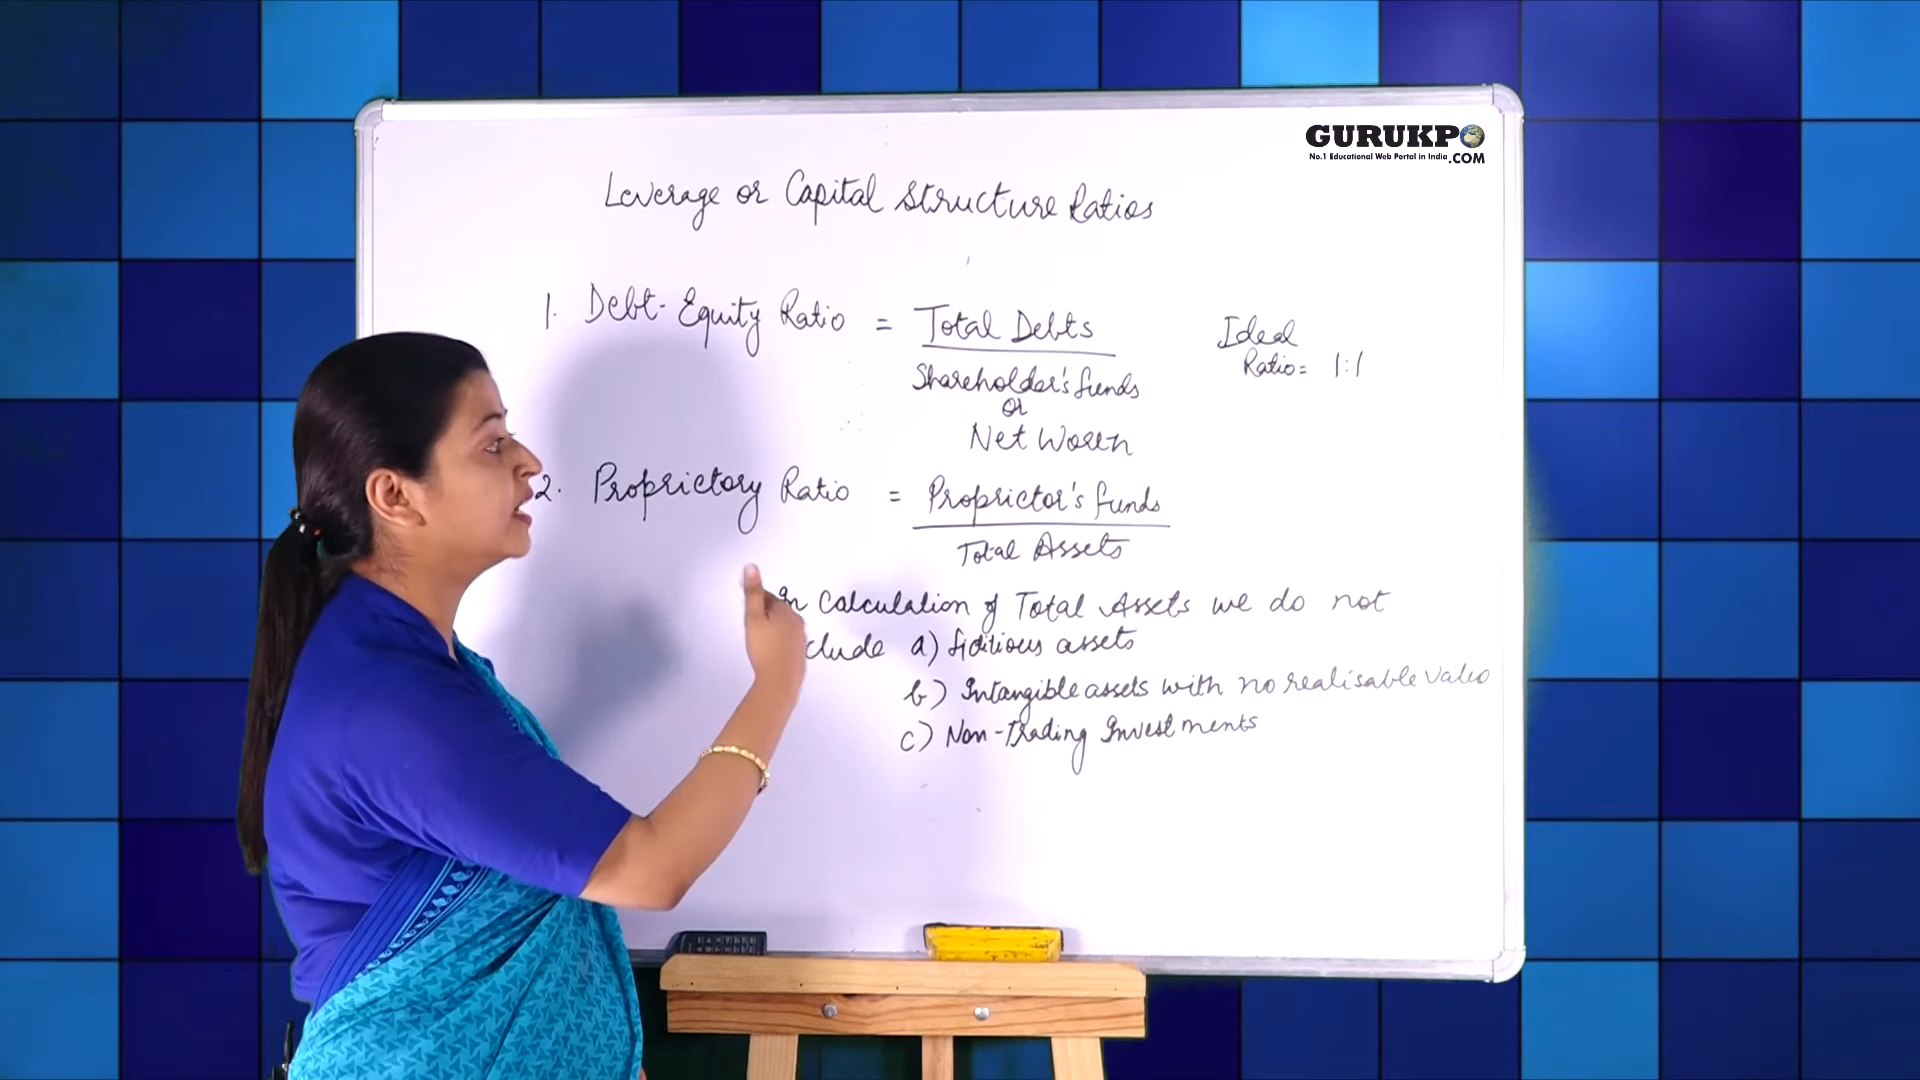 GURUKPO
No.1 Educational Web Portal in India .COM
Leverage or Capital Structure Ratios
1. Debt-Equity Ratio = Total Debts
Shareholder's funds
or
Net Worth
Ideal
Ratio = 1:1
2. Proprietory Ratio = Proprietor's funds
Total Assets
In Calculation of Total Assets we do not
clude a) fictitious assets
b) Intangible assets with no realisable value
c) Non-Trading Investments